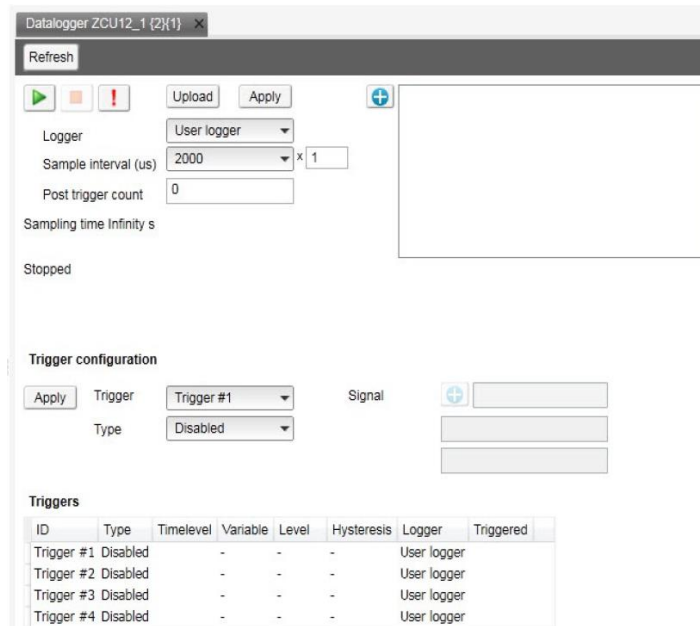 Datalogger ZCU12_1 {2}{1} ×
Refresh
Upload Apply
Logger User logger
Sample interval (us) 2000 x 1
Post trigger count 0
Sampling time Infinity s
Stopped
Trigger configuration
Apply Trigger Trigger #1 Signal
Type Disabled
Triggers
ID Type Timelevel Variable Level Hysteresis Logger Triggered
Trigger #1 Disabled - - - User logger
Trigger #2 Disabled - - - User logger
Trigger #3 Disabled - - - User logger
Trigger #4 Disabled - - - User logger